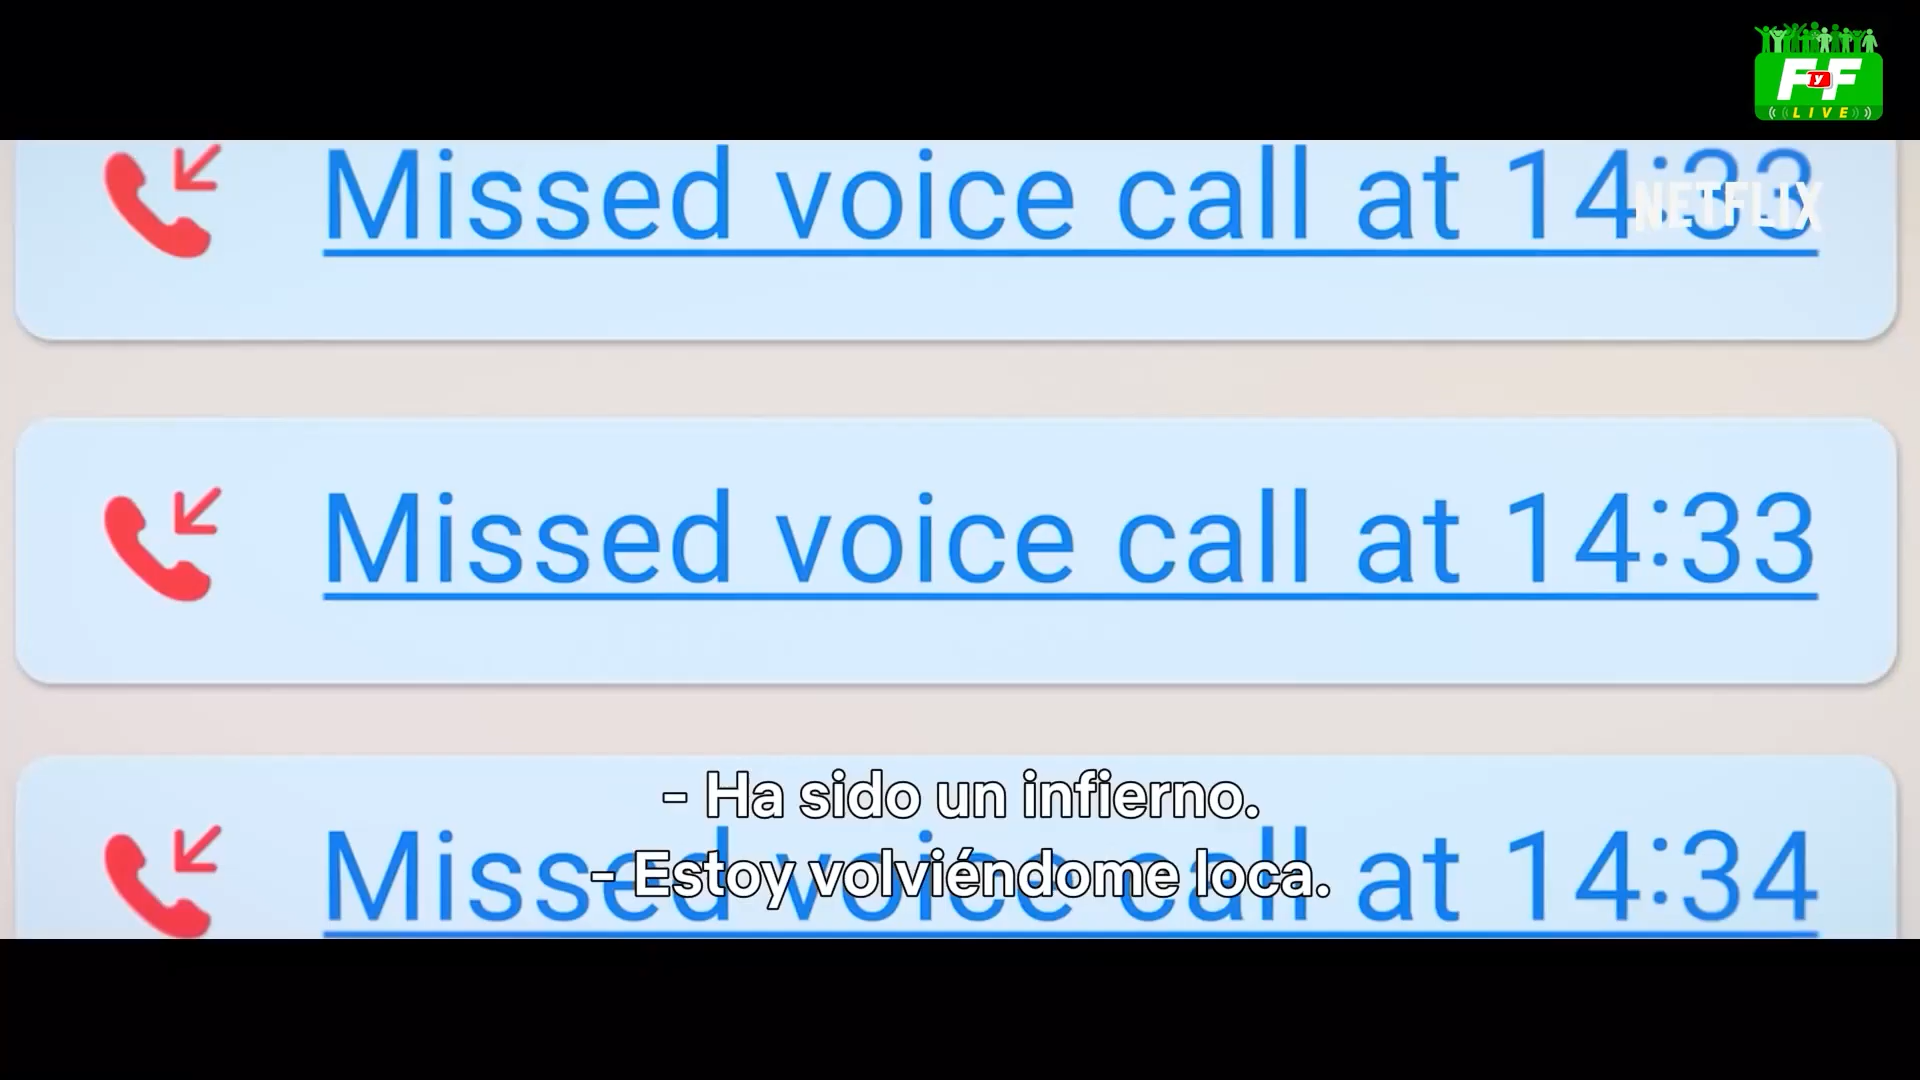 FyF
LIVE
Missed voice call at 14:33
NETFLIX
Missed voice call at 14:33
- Ha sido un infierno.
- Estoy volviéndome loca.
Missed voice call at 14:34